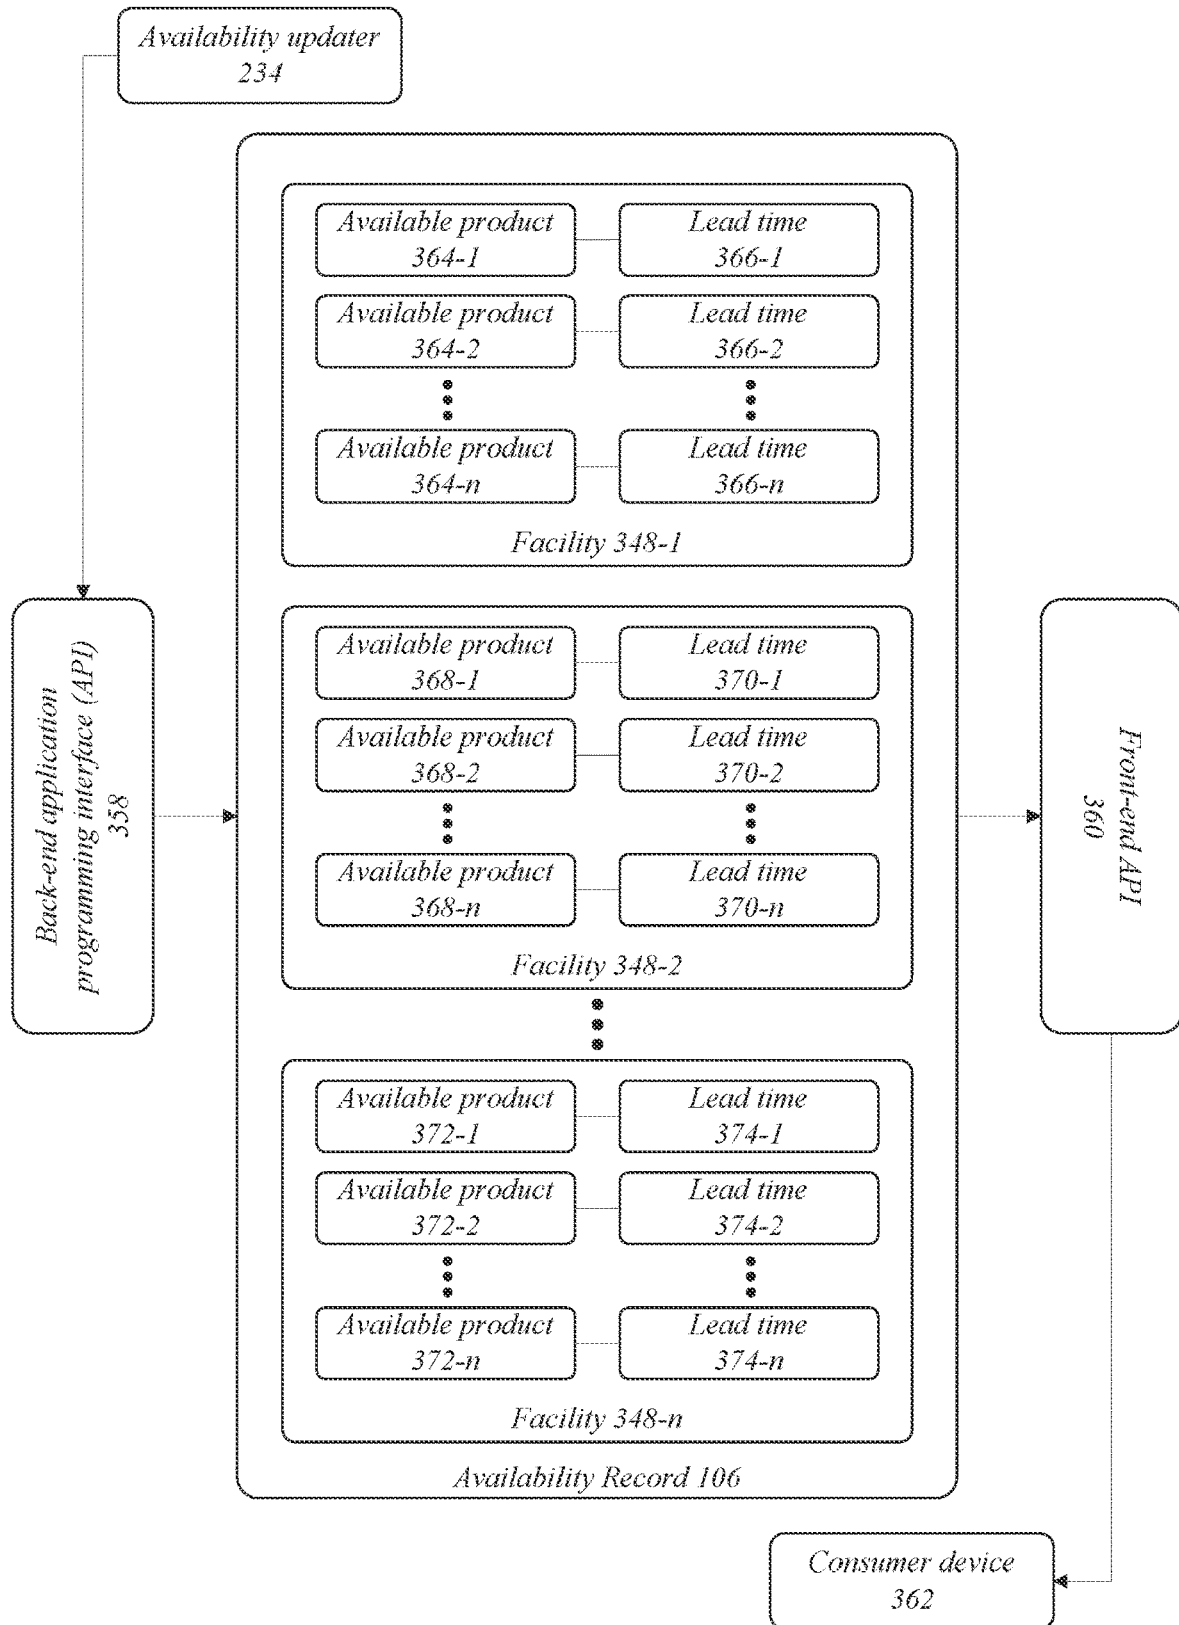 Availability updater
234
Available product
364-1
Lead time
366-1
Available product
364-2
Lead time
366-2
Available product
364-n
Lead time
366-n
Facility 348-1
Back-end application
programming interface (API)
358
Available product
368-1
Lead time
370-1
Available product
368-2
Lead time
370-2
Available product
368-n
Lead time
370-n
Facility 348-2
Front-end API
360
Available product
372-1
Lead time
374-1
Available product
372-2
Lead time
374-2
Available product
372-n
Lead time
374-n
Facility 348-n
Availability Record 106
Consumer device
362